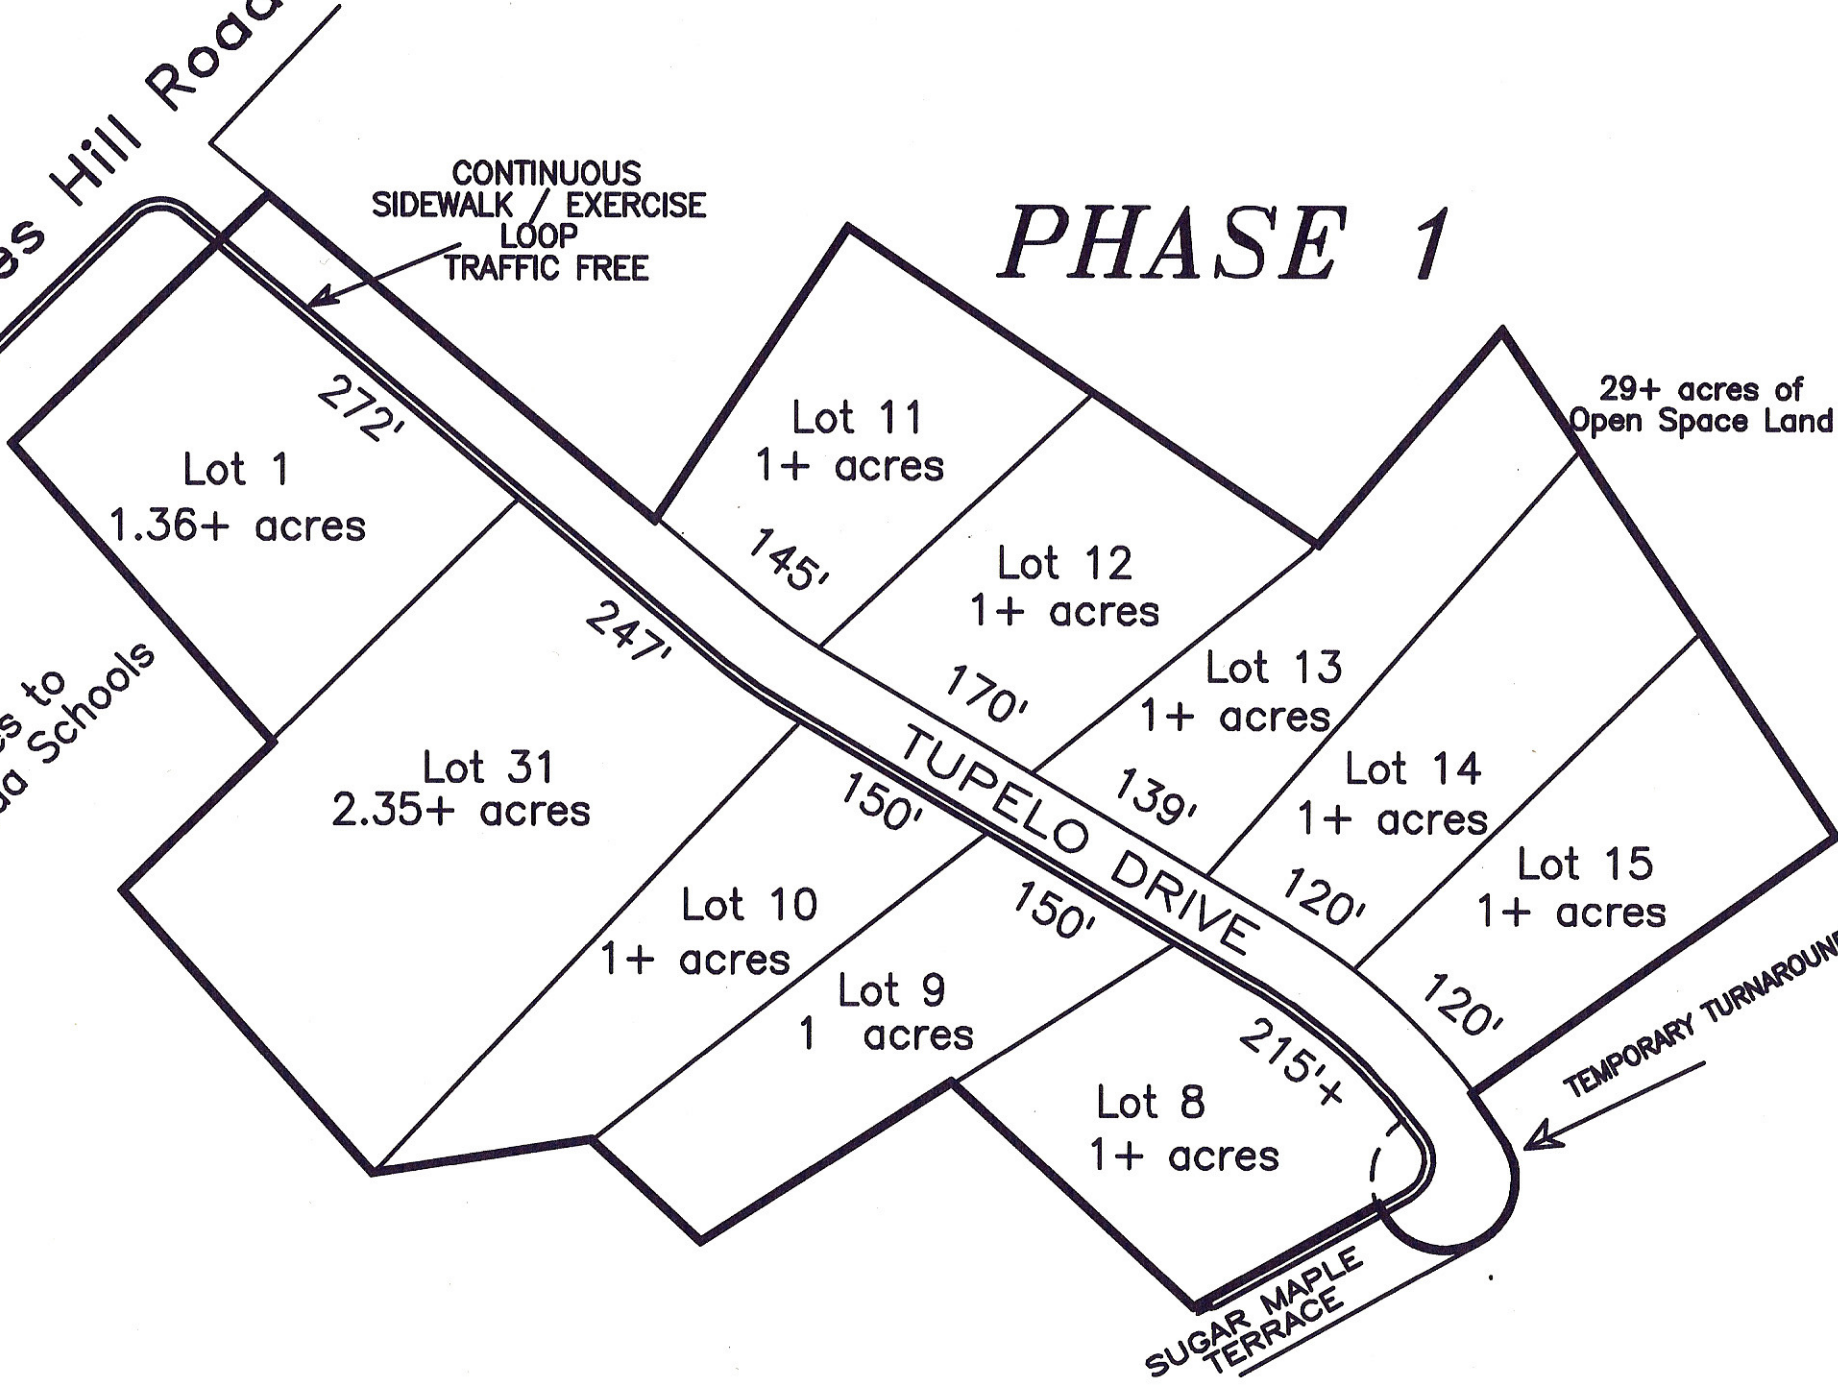 Hill Road
CONTINUOUS
SIDEWALK / EXERCISE
LOOP
TRAFFIC FREE
PHASE 1
29+ acres of
Open Space Land
272'
Lot 1
1.36+ acres
Lot 11
1+ acres
145'
Lot 12
1+ acres
170'
247'
to
Schools
Lot 13
1+ acres
139'
Lot 31
2.35+ acres
TUPELO DRIVE
150'
Lot 14
1+ acres
120'
Lot 15
1+ acres
120'
Lot 10
1+ acres
150'
Lot 9
1 acres
215'+
TEMPORARY TURNAROUND
Lot 8
1+ acres
SUGAR MAPLE
TERRACE